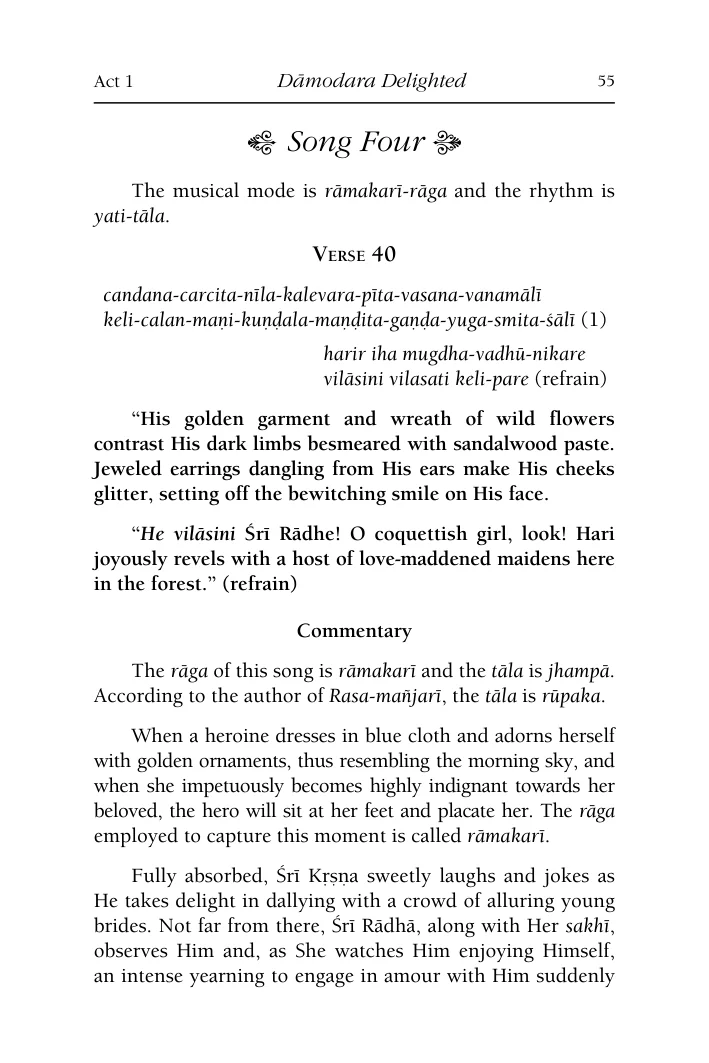 Act 1 Dāmodara Delighted 55
Song Four
The musical mode is rāmakarī-rāga and the rhythm is
yati-tāla.
Verse 40
candana-carcita-nīla-kalevara-pīta-vasana-vanamālī
keli-calan-maṇi-kuṇḍala-maṇḍita-gaṇḍa-yuga-smita-śālī (1)
harir iha mugdha-vadhū-nikare
vilāsini vilasati keli-pare (refrain)
“His golden garment and wreath of wild flowers
contrast His dark limbs besmeared with sandalwood paste.
Jeweled earrings dangling from His ears make His cheeks
glitter, setting off the bewitching smile on His face.
“He vilāsini Śrī Rādhe! O coquettish girl, look! Hari
joyously revels with a host of love-maddened maidens here
in the forest.” (refrain)
Commentary
The rāga of this song is rāmakarī and the tāla is jhampā.
According to the author of Rasa-mañjarī, the tāla is rūpaka.
When a heroine dresses in blue cloth and adorns herself
with golden ornaments, thus resembling the morning sky, and
when she impetuously becomes highly indignant towards her
beloved, the hero will sit at her feet and placate her. The rāga
employed to capture this moment is called rāmakarī.
Fully absorbed, Śrī Kṛṣṇa sweetly laughs and jokes as
He takes delight in dallying with a crowd of alluring young
brides. Not far from there, Śrī Rādhā, along with Her sakhī,
observes Him and, as She watches Him enjoying Himself,
an intense yearning to engage in amour with Him suddenly